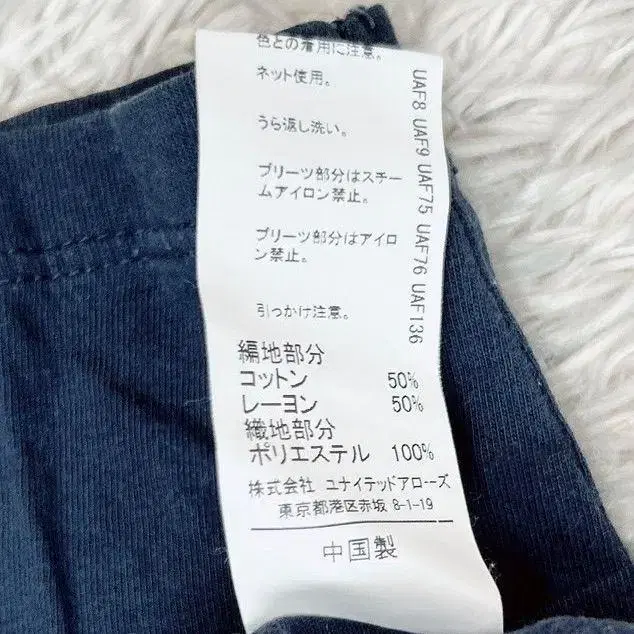 色との着用に注意。
ネット使用。
うら返し洗い。
プリーツ部分はスチー
ムアイロン禁止。
プリーツ部分はアイロ
ン禁止。
引っかけ注意。
UAF8 UAF9 UAF75 UAF76 UAF136
編地部分
コットン 50%
レーヨン 50%
織地部分
ポリエステル 100%
株式会社 ユナイテッドアローズ
東京都港区赤坂 8-1-19
中国製